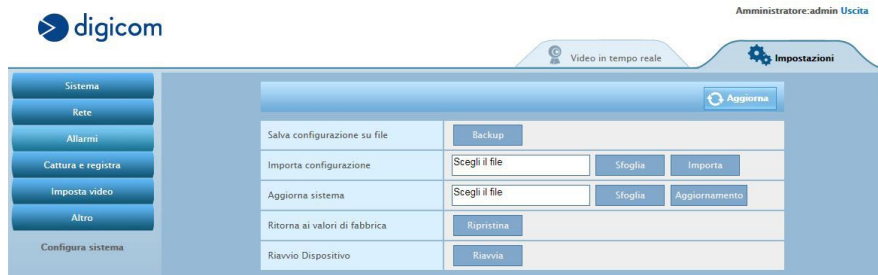 Amministratore:admin Uscita
digicom
Video in tempo reale
Impostazioni
Sistema
Rete
Allarmi
Cattura e registra
Imposta video
Altro
Configura sistema
Aggiorna
Salva configurazione su file Backup
Importa configurazione Scegli il file Sfoglia Importa
Aggiorna sistema Scegli il file Sfoglia Aggiornamento
Ritorna ai valori di fabbrica Ripristina
Riavvio Dispositivo Riavvia